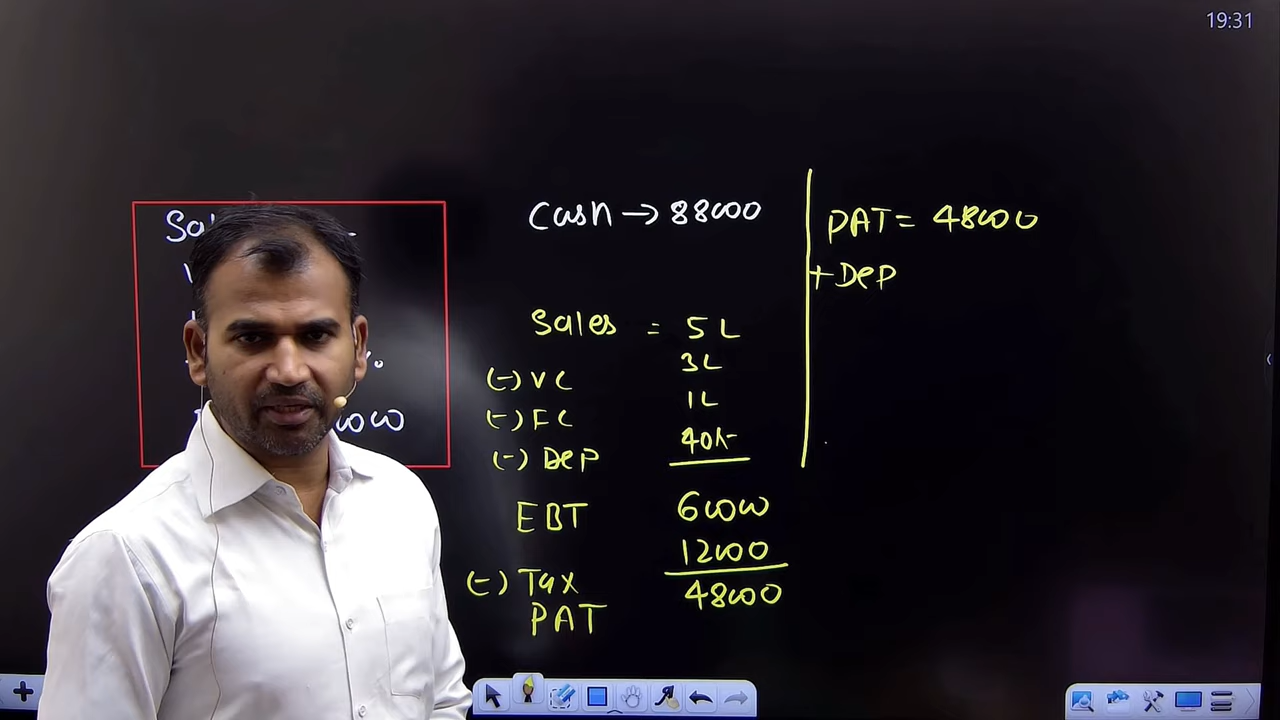 19:31
Cash → 88000
PAT = 48000
+ Dep
Sales = 5L
(-) VC 3L
(-) FC 1L
(-) Dep 40K
EBT 60000
12000
(-) Tax
PAT 48000